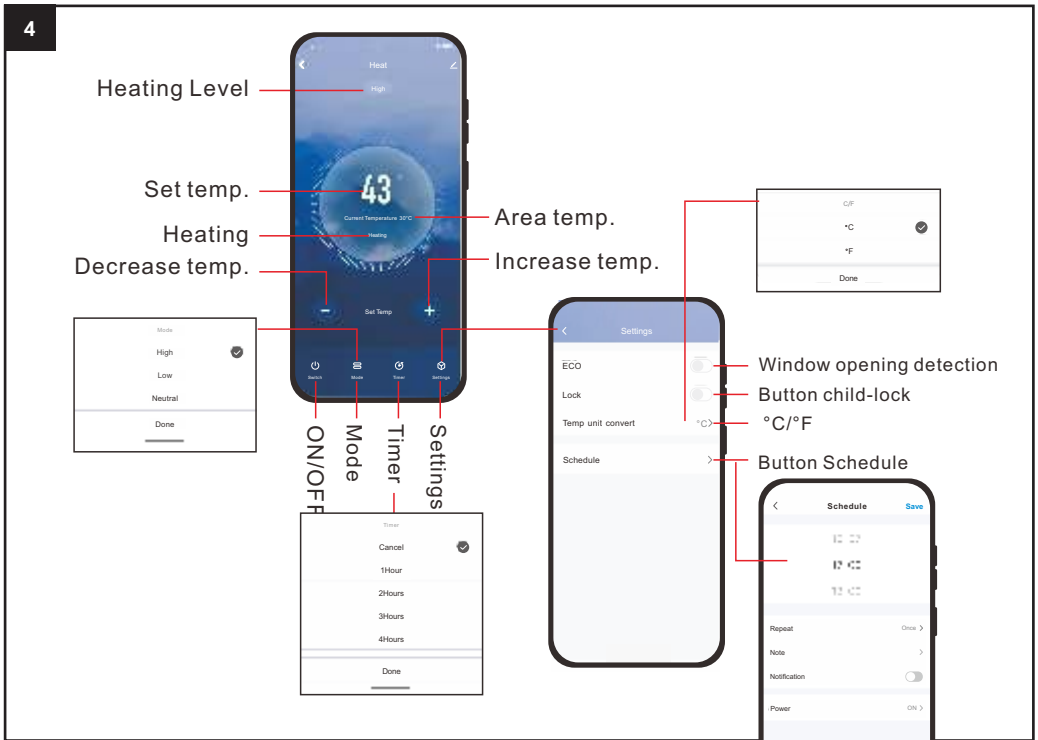 4
Heating Level
Set temp.
Heating
Decrease temp.
Area temp.
Increase temp.
Heat
High
43
Current Temperature 30°C
Heating
Set Temp
Switch
Mode
Timer
Settings
ON/OFF
Mode
Timer
Settings
Mode
High
Low
Neutral
Done
Timer
Cancel
1Hour
2Hours
3Hours
4Hours
Done
Settings
ECO
Lock
Temp unit convert °C
Schedule
Window opening detection
Button child-lock
°C/°F
Button Schedule
C/F
°C
°F
Done
Schedule Save
Repeat Once
Note
Notification
Power ON